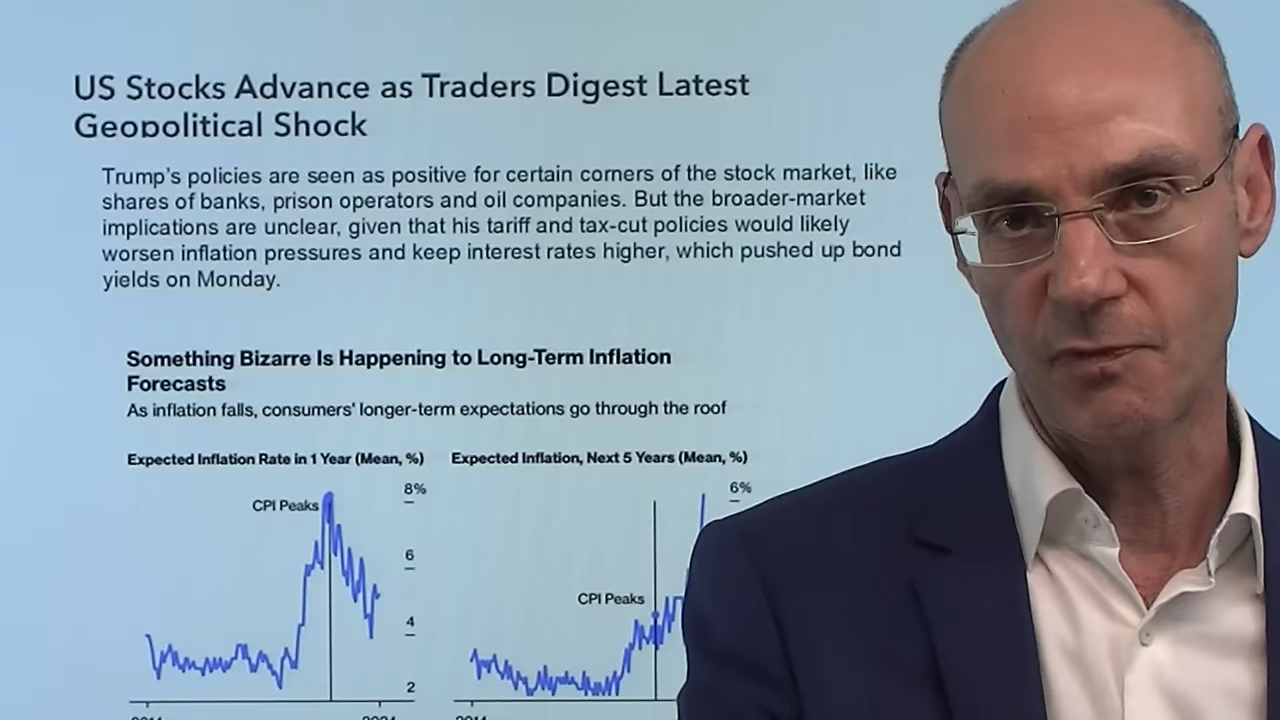 US Stocks Advance as Traders Digest Latest
Geopolitical Shock
Trump's policies are seen as positive for certain corners of the stock market, like
shares of banks, prison operators and oil companies. But the broader-market
implications are unclear, given that his tariff and tax-cut policies would likely
worsen inflation pressures and keep interest rates higher, which pushed up bond
yields on Monday.
Something Bizarre Is Happening to Long-Term Inflation
Forecasts
As inflation falls, consumers' longer-term expectations go through the roof
Expected Inflation Rate in 1 Year (Mean, %)
8%
CPI Peaks
6
4
2
Expected Inflation, Next 5 Years (Mean, %)
6%
CPI Peaks